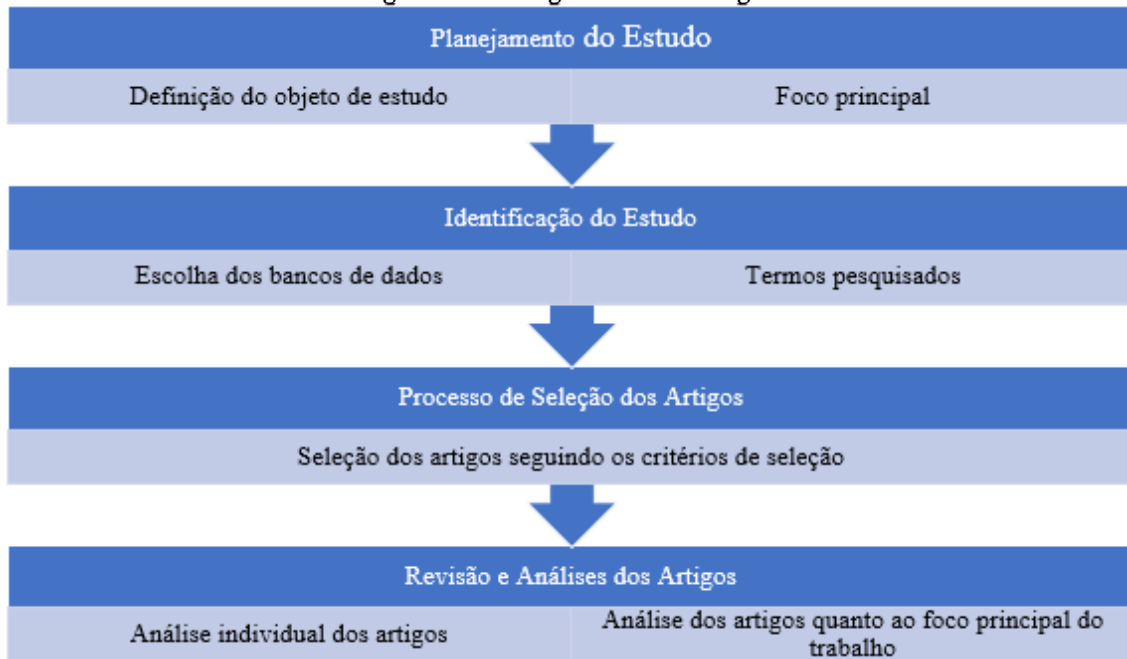 Planejamento do Estudo
Definição do objeto de estudo
Foco principal
Identificação do Estudo
Escolha dos bancos de dados
Termos pesquisados
Processo de Seleção dos Artigos
Seleção dos artigos seguindo os critérios de seleção
Revisão e Análises dos Artigos
Análise individual dos artigos
Análise dos artigos quanto ao foco principal do
trabalho